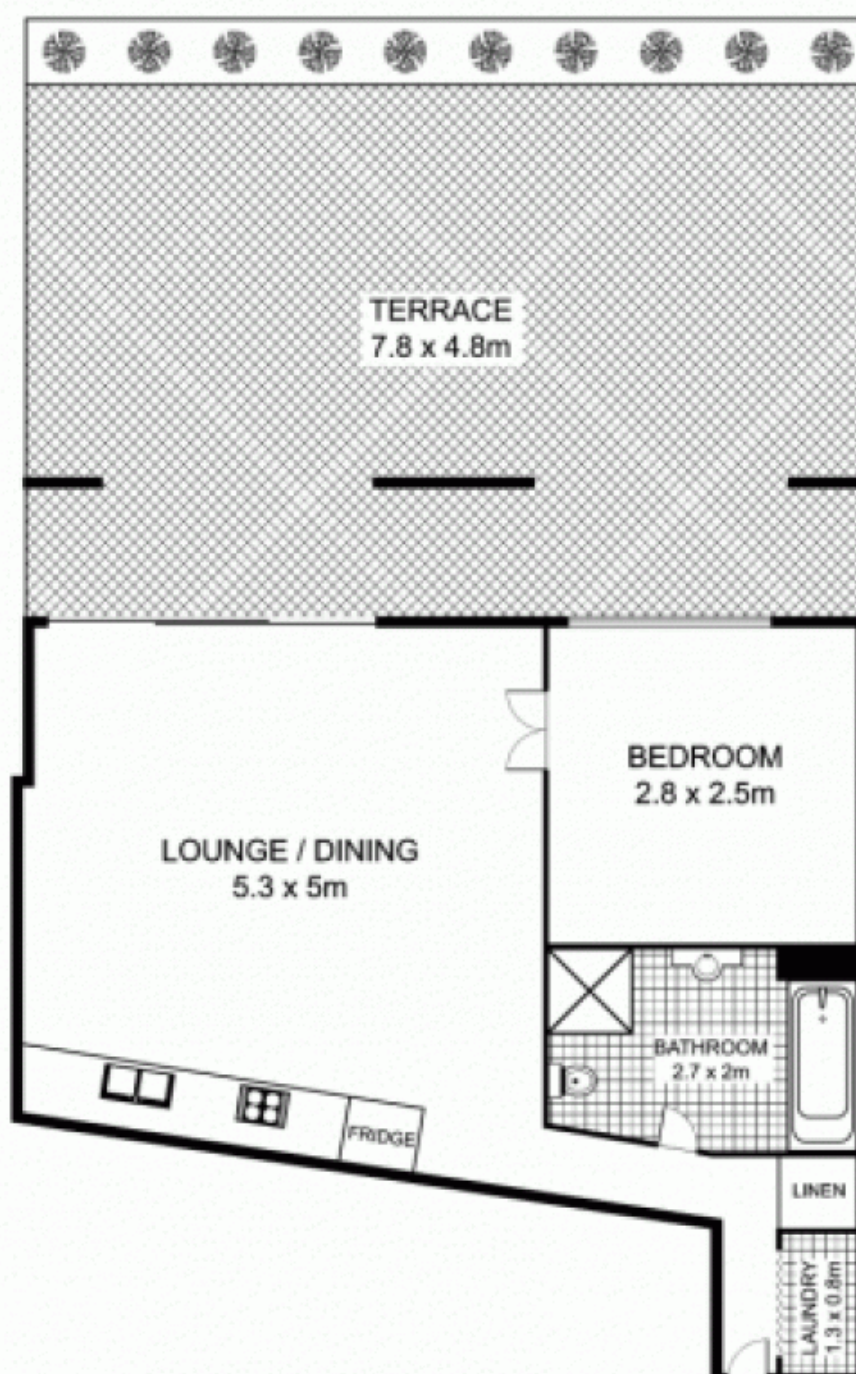 TERRACE
7.8 x 4.8m
BEDROOM
2.8 x 2.5m
LOUNGE / DINING
5.3 x 5m
BATHROOM
2.7 x 2m
FRIDGE
LINEN
LAUNDRY
1.3 x 0.8m